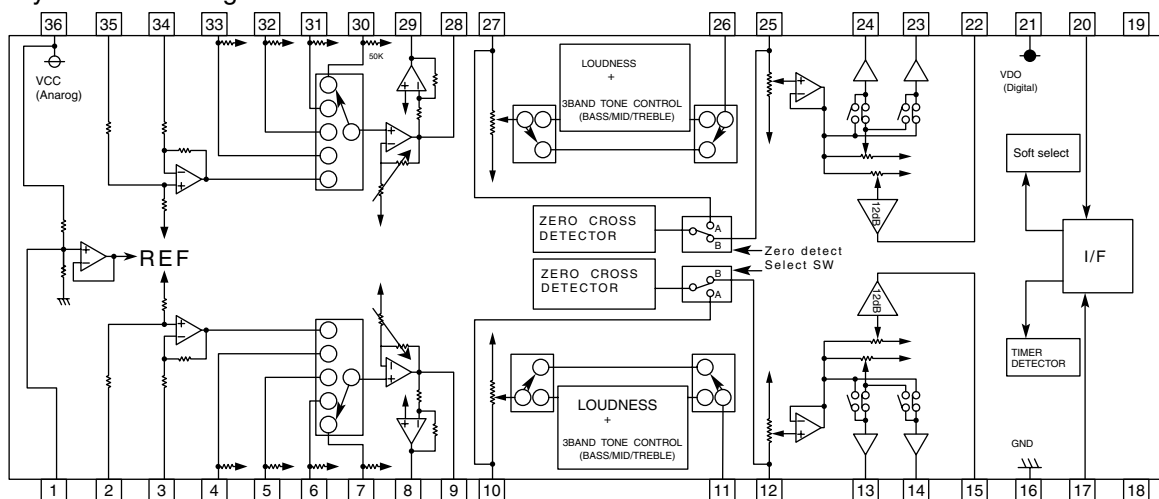 36 35 34 33 32 31 30 29 28 27 26 25 24 23 22 21 20 19
50K
VCC
(Anarog)
LOUDNESS
+
3BAND TONE CONTROL
(BASS/MID/TREBLE)
VDO
(Digital)
Soft select
12dB
ZERO CROSS
DETECTOR
A
B
Zero detect
Select SW
REF
I/F
ZERO CROSS
DETECTOR
B
A
12dB
TIMER
DETECTOR
LOUDNESS
+
3BAND TONE CONTROL
(BASS/MID/TREBLE)
GND
1 2 3 4 5 6 7 8 9 10 11 12 13 14 15 16 17 18